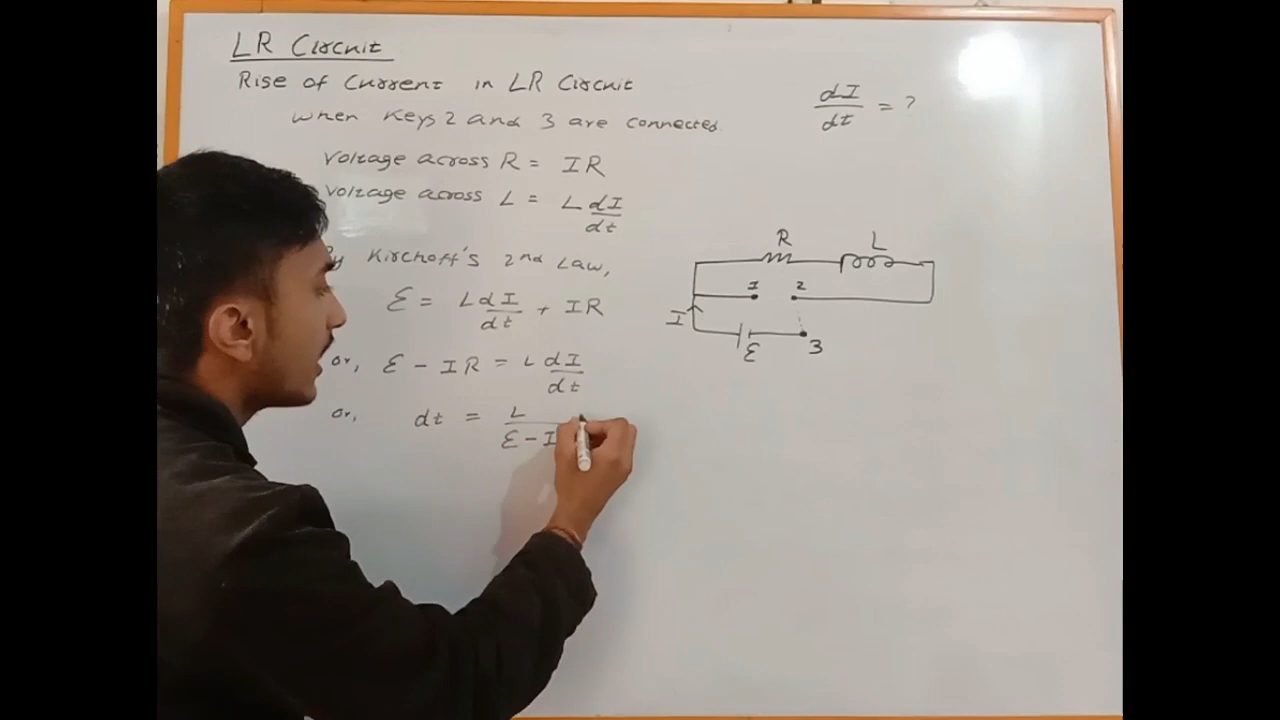 LR Circuit
Rise of Current in LR Circuit
when Keys 2 and 3 are connected.
Voltage across R = IR
Voltage across L = L dI/dt
Kirchoff's 2nd Law,
ε = L dI/dt + IR
or, ε - IR = L dI/dt
or, dt = L/ε - I
dI/dt = ?
R L
1 2
I
ε 3